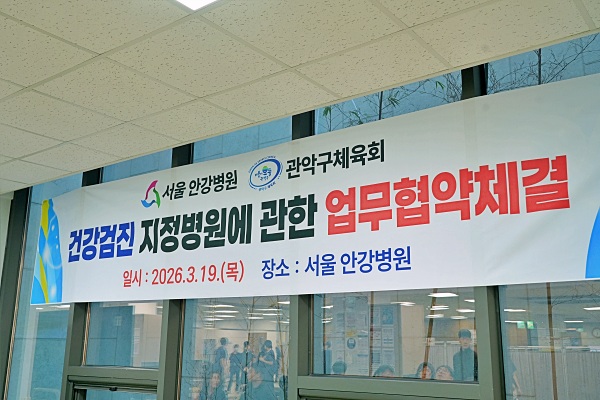 서울 안강병원 관악구체육회
건강검진 지정병원에 관한 업무협약체결
일시 : 2026.3.19.(목) 장소 : 서울 안강병원